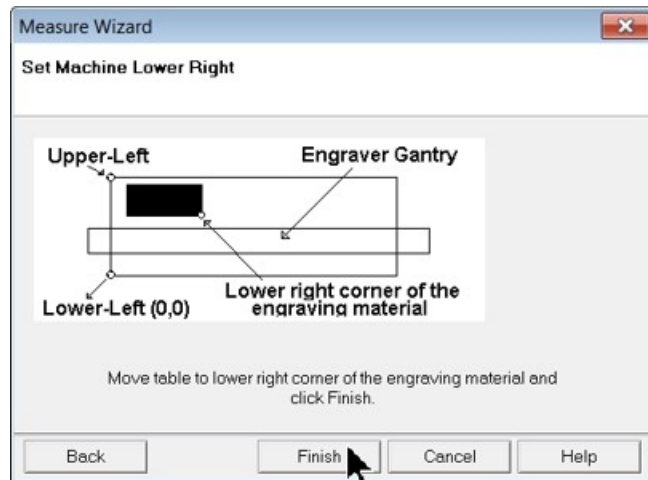 Measure Wizard
Set Machine Lower Right
Upper-Left
Engraver Gantry
Lower-Left (0,0)
Lower right corner of the
engraving material
Move table to lower right corner of the engraving material and
click Finish.
Back
Finish
Cancel
Help